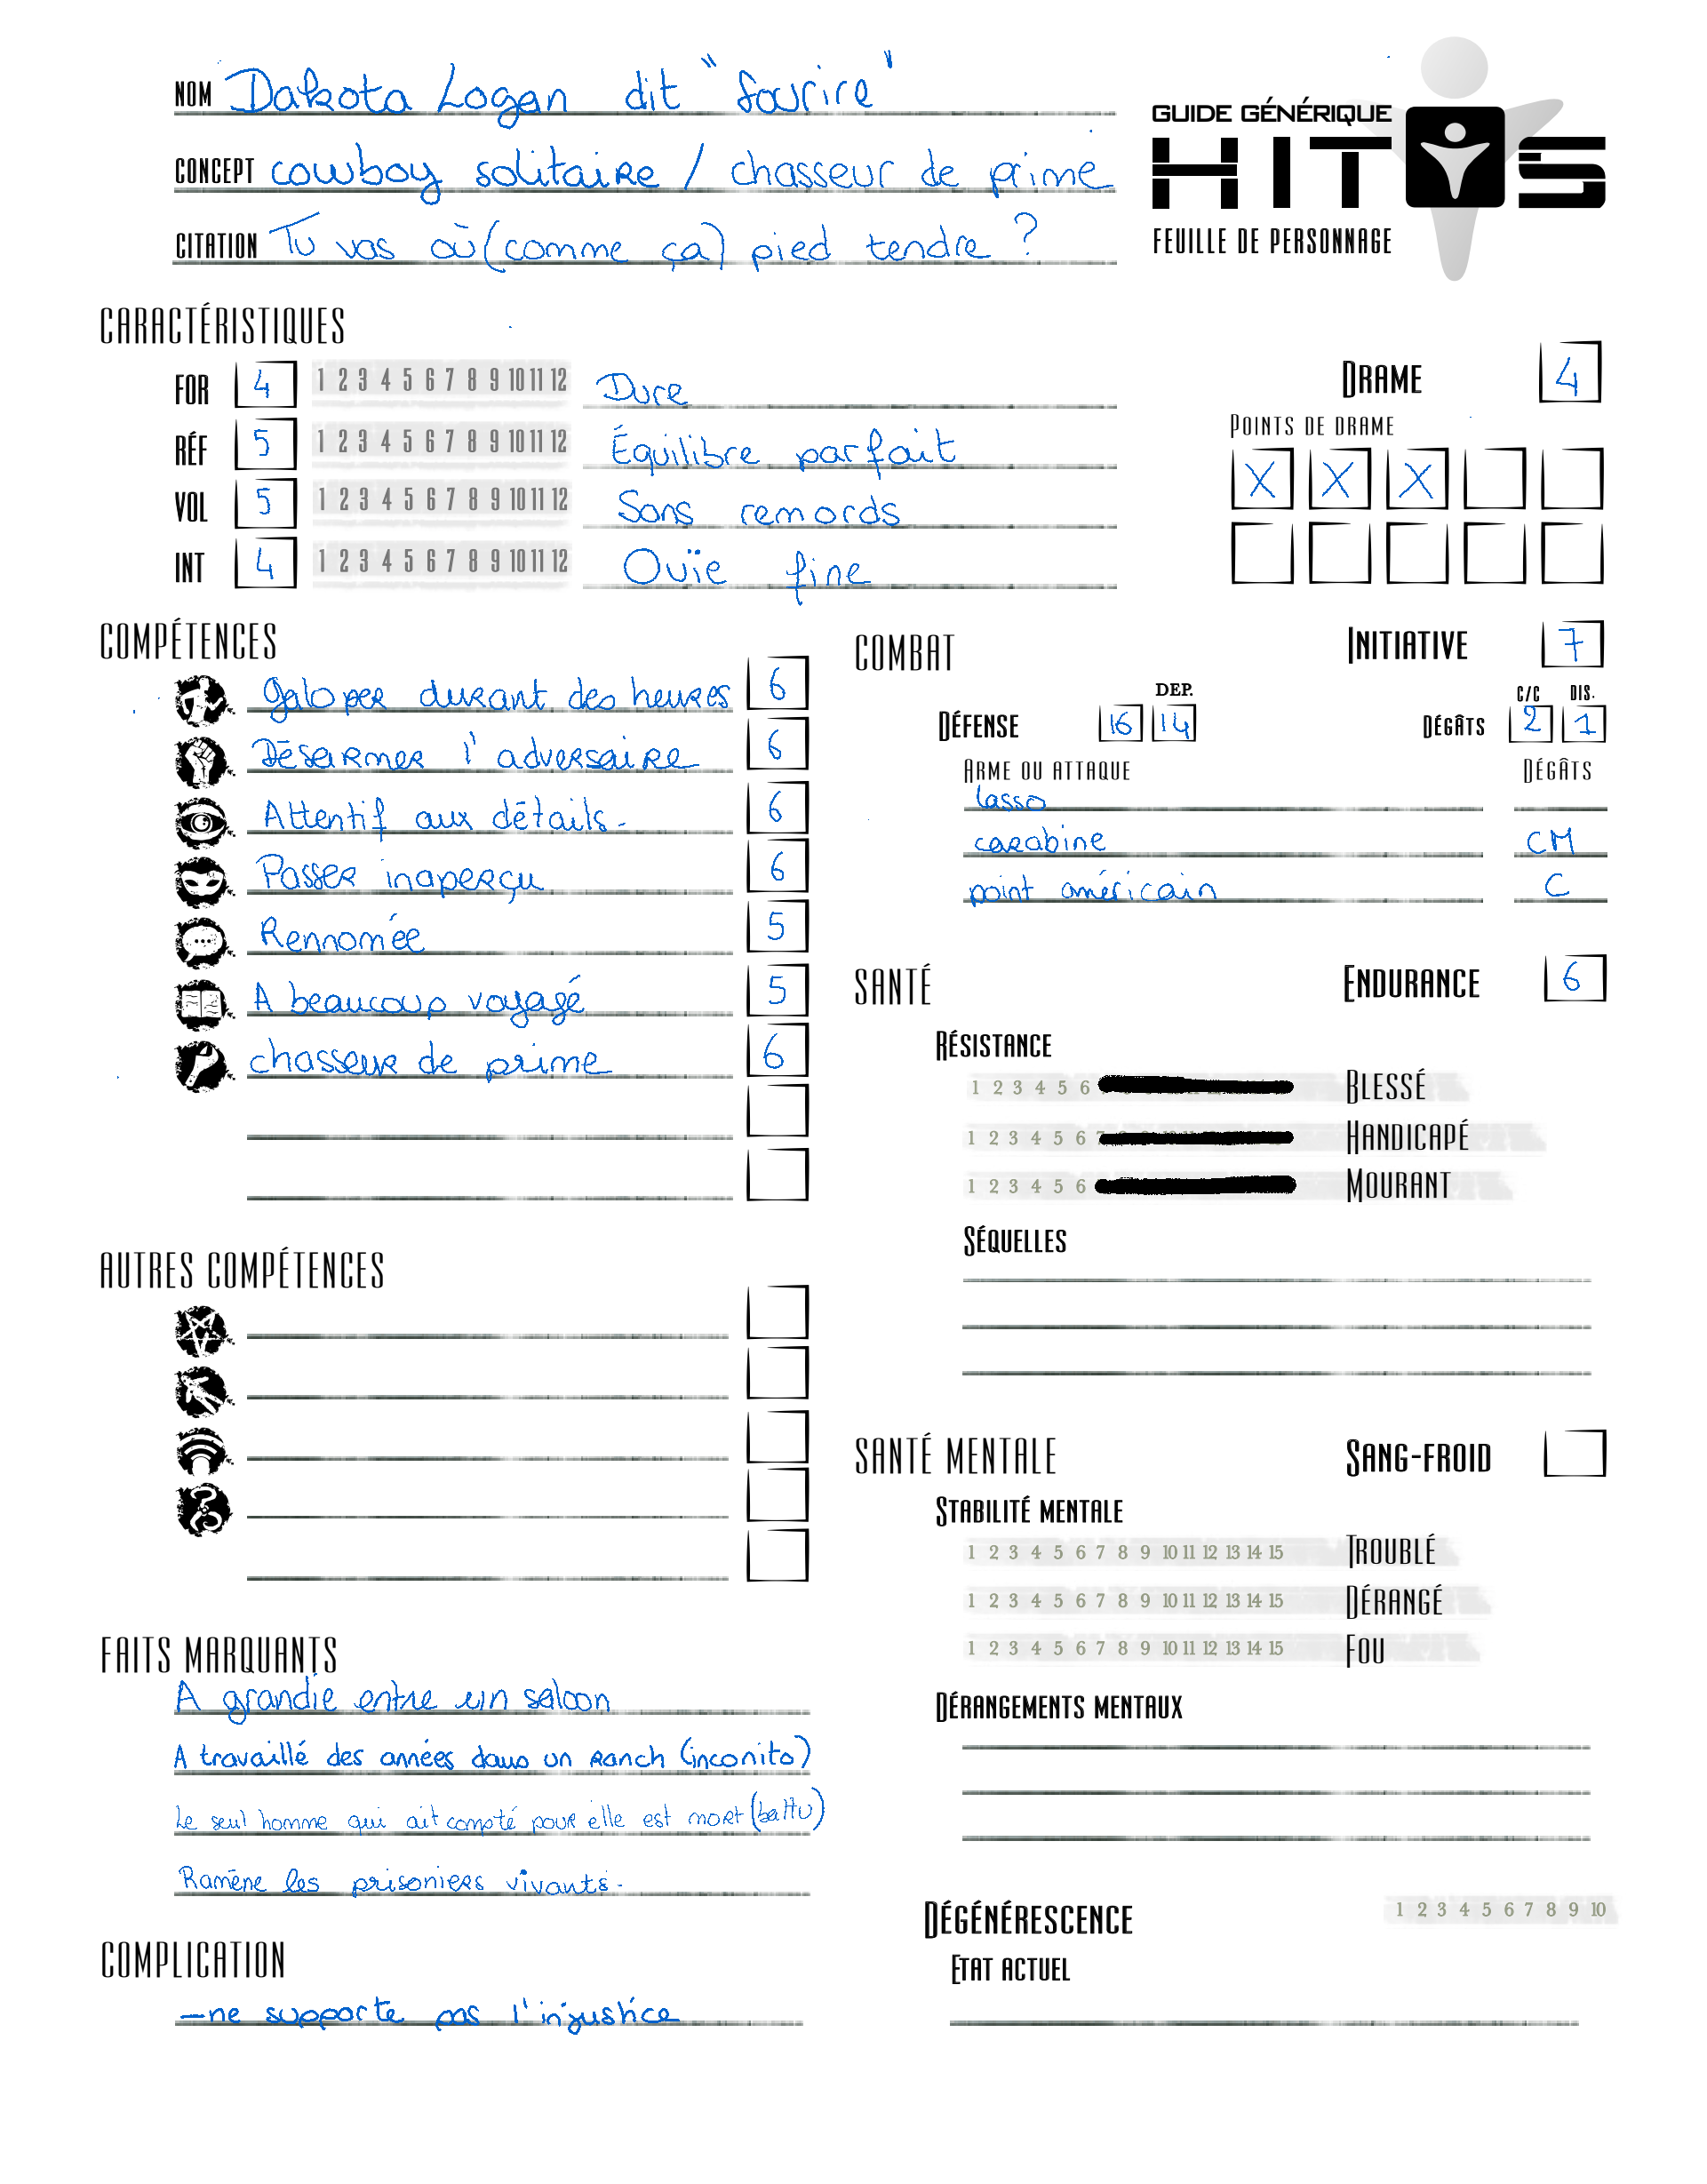 NOM Dakota Logan dit "Sourire"
CONCEPT cowboy solitaire / chasseur de prime
CITATION Tu vas où (comme ça) pied tendre ?
GUIDE GÉNÉRIQUE
HITOS
FEUILLE DE PERSONNAGE
CARACTÉRISTIQUES
FOR 4 1 2 3 4 5 6 7 8 9 10 11 12 Dure
RÉF 5 1 2 3 4 5 6 7 8 9 10 11 12 Équilibre parfait
VOL 5 1 2 3 4 5 6 7 8 9 10 11 12 Sans remords
INT 4 1 2 3 4 5 6 7 8 9 10 11 12 Ouïe fine
DRAME 4
POINTS DE DRAME
X X X
COMPÉTENCES
Galoper durant des heures 6
Désarmer l'adversaire 6
Attentif aux détails. 6
Passer inaperçu 6
Rennomée 5
A beaucoup voyagé 5
chasseur de prime 6
COMBAT
INITIATIVE 7
DEP.
C/C DIS.
DÉFENSE 16 14
DÉGÂTS 2 1
ARME OU ATTAQUE DÉGÂTS
lasso
carabine CM
point américain C
SANTÉ
ENDURANCE 6
RÉSISTANCE
1 2 3 4 5 6 BLESSÉ
1 2 3 4 5 6 7 HANDICAPÉ
1 2 3 4 5 6 MOURANT
SÉQUELLES
AUTRES COMPÉTENCES
SANTÉ MENTALE
SANG-FROID
STABILITÉ MENTALE
1 2 3 4 5 6 7 8 9 10 11 12 13 14 15 TROUBLÉ
1 2 3 4 5 6 7 8 9 10 11 12 13 14 15 DÉRANGÉ
1 2 3 4 5 6 7 8 9 10 11 12 13 14 15 FOU
DÉRANGEMENTS MENTAUX
FAITS MARQUANTS
A grandie entre un saloon
A travaillé des années dans un Ranch (inconito)
Le seul homme qui ait compté pour elle est mort (battu)
Ramène les prisoniers vivants.
DÉGÉNÉRESCENCE 1 2 3 4 5 6 7 8 9 10
ETAT ACTUEL
COMPLICATION
-ne supporte pas l'injustice